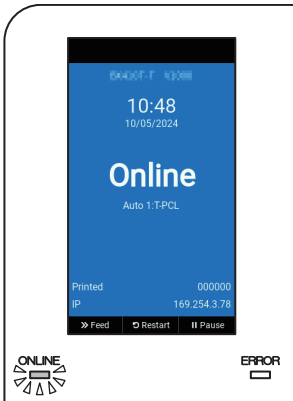 10:48
10/05/2024
Online
Auto 1:T-PCL
Printed 000000
IP 169.254.3.78
Feed Restart Pause
ONLINE ERROR